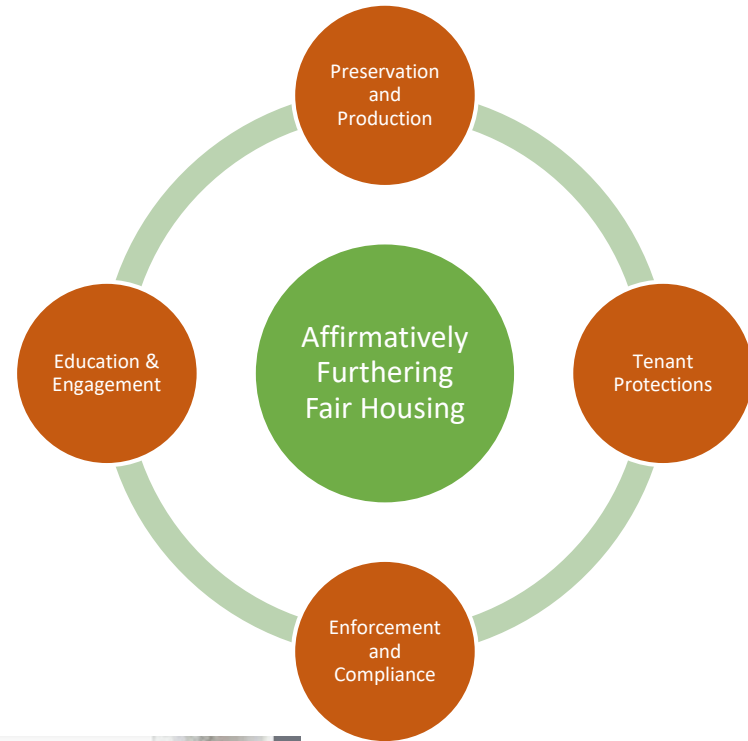 Preservation
and
Production
Affirmatively
Furthering
Fair Housing
Education &
Engagement
Tenant
Protections
Enforcement
and
Compliance